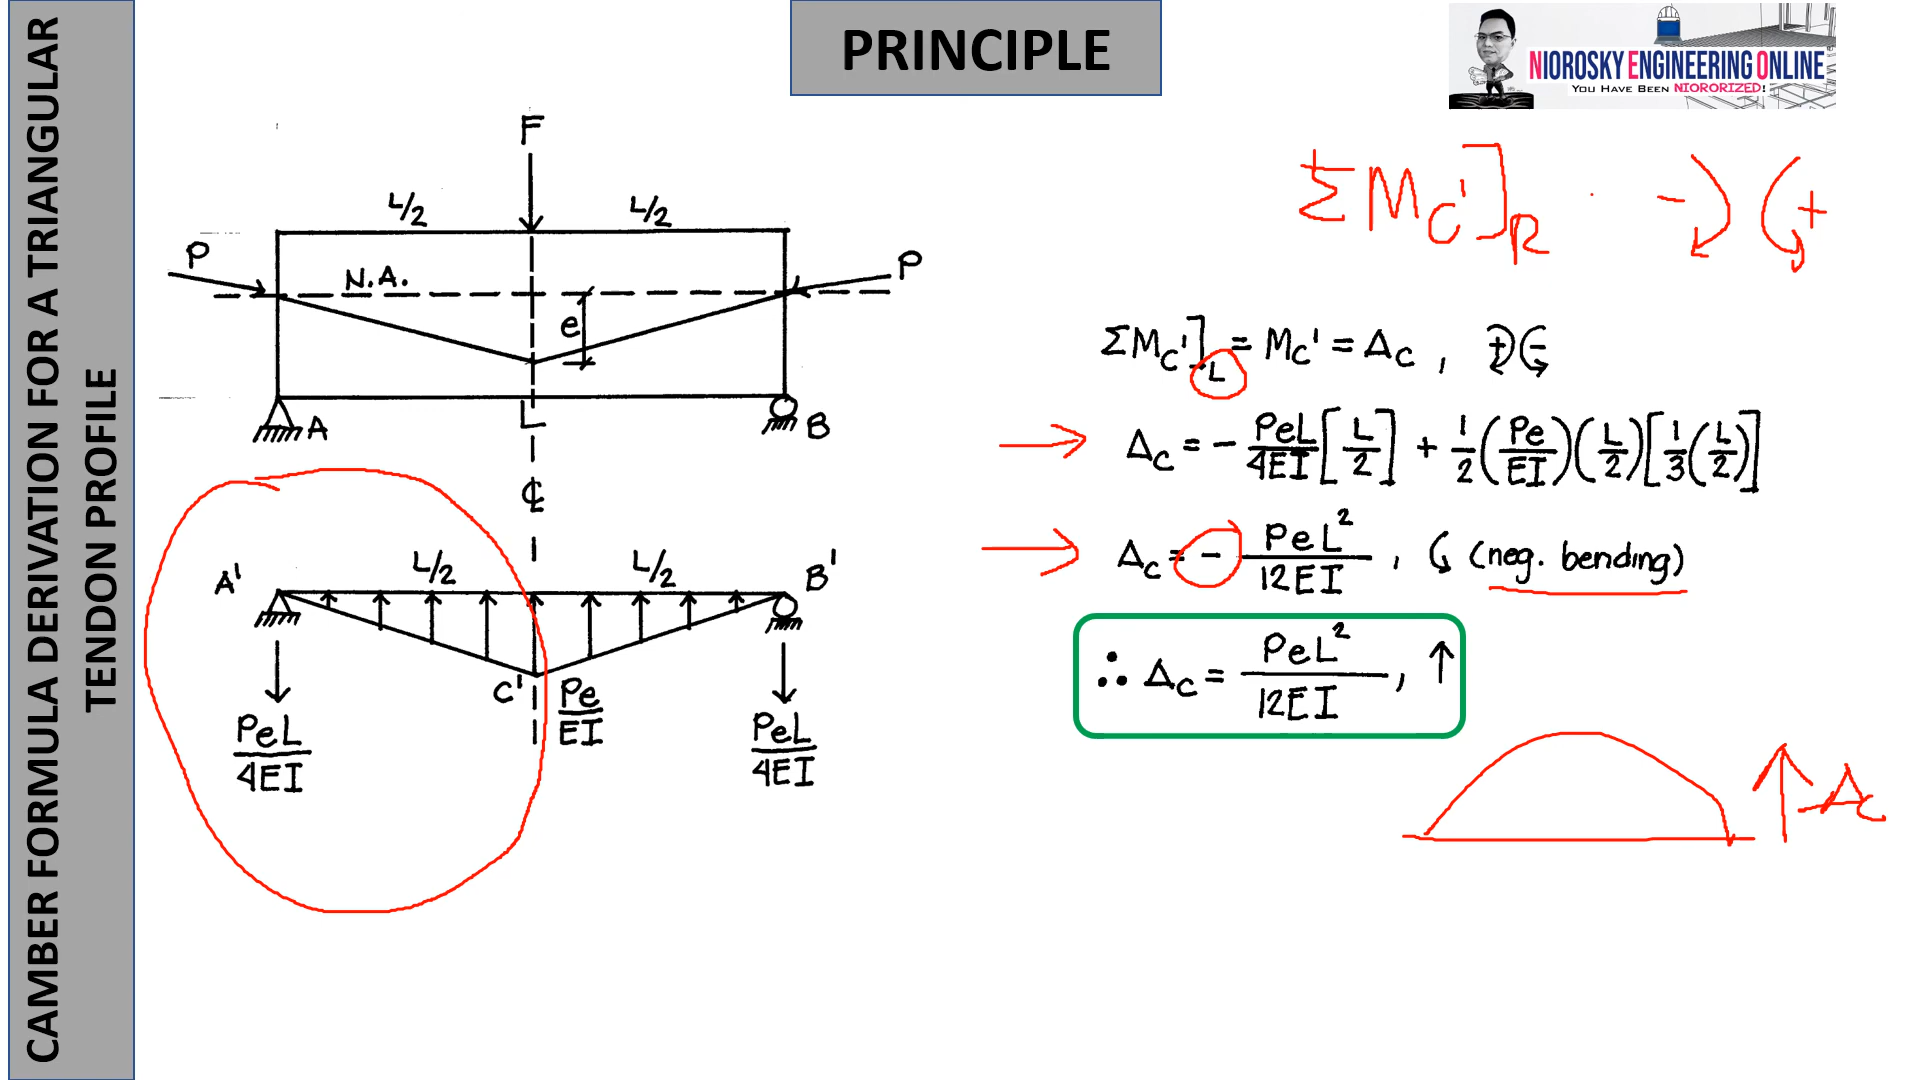 CAMBER FORMULA DERIVATION FOR A TRIANGULAR
TENDON PROFILE
PRINCIPLE
NIOROSKY ENGINEERING ONLINE
YOU HAVE BEEN NIORORIZED!
F
L/2 L/2
P P
N.A.
e
A L B
℄
A' L/2 L/2 B'
C' Pe/EI
PeL/4EI PeL/4EI
ΣMc']R - +
ΣMc']L = Mc' = Δc, + -
Δc = - PeL/4EI [L/2] + 1/2 (Pe/EI)(L/2)[1/3(L/2)]
Δc = - PeL²/12EI, (neg. bending)
∴ Δc = PeL²/12EI, ↑
↑ Δc